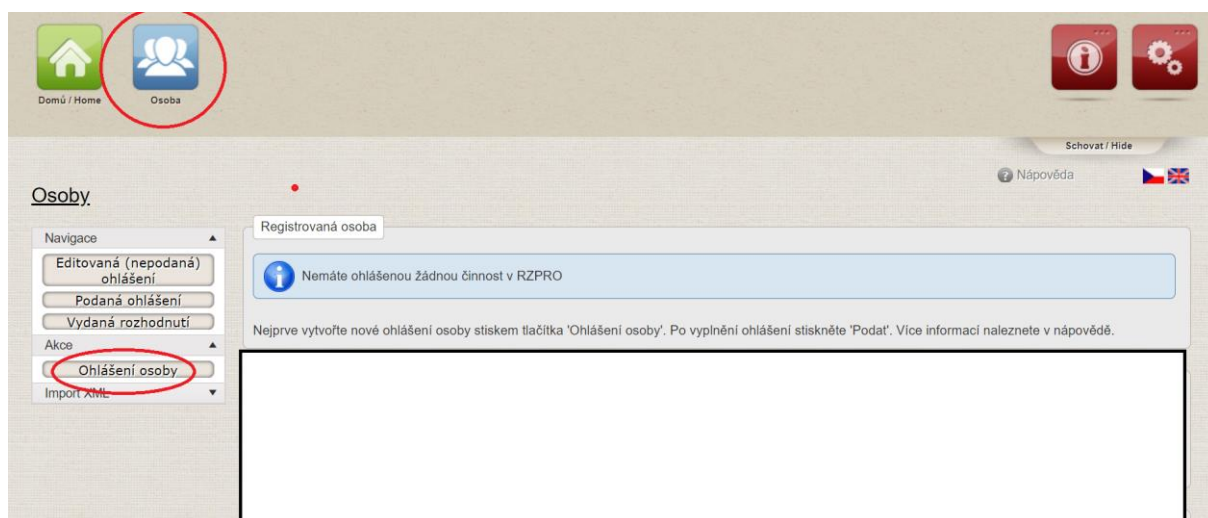 Domů / Home
Osoba
Schovat / Hide
Nápověda
Osoby
Navigace
Editovaná (nepodaná)
ohlášení
Podaná ohlášení
Vydaná rozhodnutí
Akce
Ohlášení osoby
Import XML
Registrovaná osoba
Nemáte ohlášenou žádnou činnost v RZPRO
Nejprve vytvořte nové ohlášení osoby stiskem tlačítka 'Ohlášení osoby'. Po vyplnění ohlášení stiskněte 'Podat'. Více informací naleznete v nápovědě.